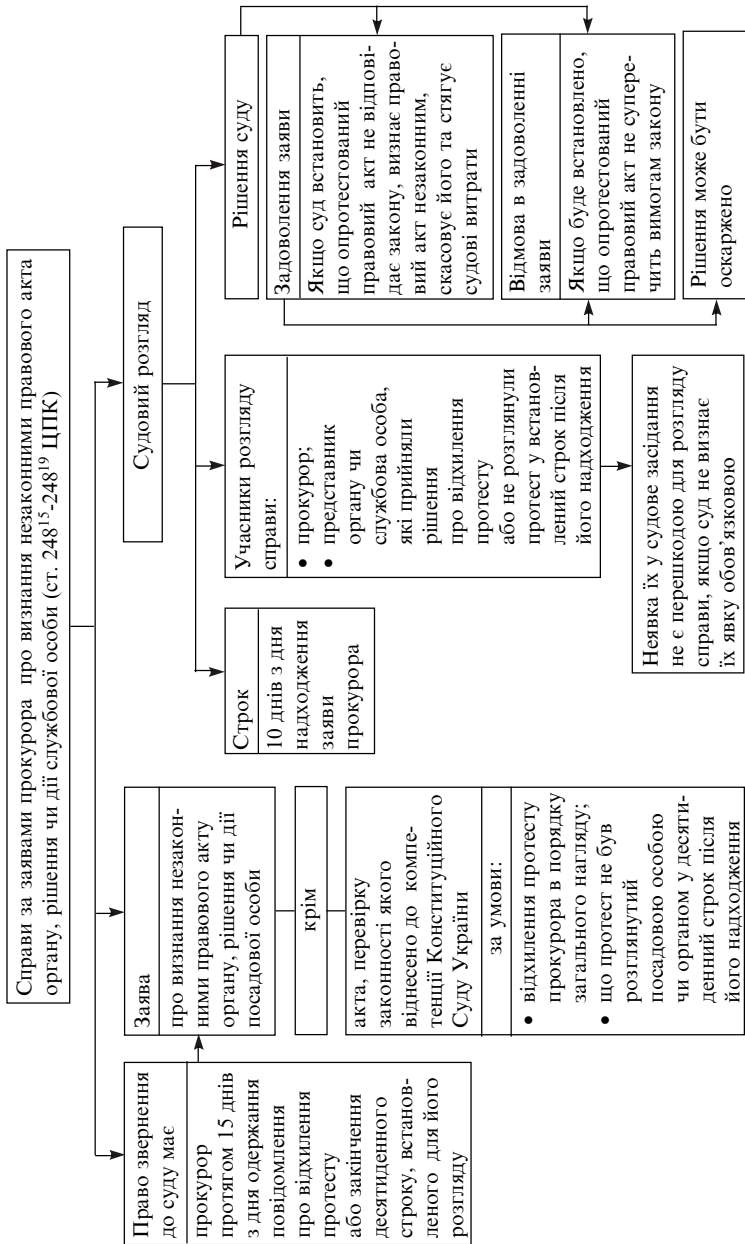 Справи за заявами прокурора про визнання незаконними правового акта
органу, рішення чи дії службової особи (ст. 248¹⁵-248¹⁹ ЦПК)
Право звернення
до суду має
прокурор
протягом 15 днів
з дня одержання
повідомлення
про відхилення
протесту
або закінчення
десятиденного
строку, встанов-
леного для його
розгляду
Заява
про визнання незакон-
ними правового акту
органу, рішення чи дії
посадової особи
крім
акта, перевірку
законності якого
віднесено до компе-
тенції Конституційного
Суду України
за умови:
• відхилення протесту
прокурора в порядку
загального нагляду;
• що протест не був
розглянутий
посадовою особою
чи органом у десяти-
денний строк після
його надходження
Судовий розгляд
Строк
10 днів з дня
надходження
заяви
прокурора
Учасники розгляду
справи:
• прокурор;
• представник
органу чи
службова особа,
які прийняли
рішення
про відхилення
протесту
або не розглянули
протест у встанов-
лений строк після
його надходження
Неявка їх у судове засідання
не є перешкодою для розгляду
справи, якщо суд не визнає
їх явку обов’язковою
Рішення суду
Задоволення заяви
Якщо суд встановить,
що опротестований
правовий акт не відпові-
дає закону, визнає право-
вий акт незаконним,
скасовує його та стягує
судові витрати
Відмова в задоволенні
заяви
Якщо буде встановлено,
що опротестований
правовий акт не супере-
чить вимогам закону
Рішення може бути
оскаржено